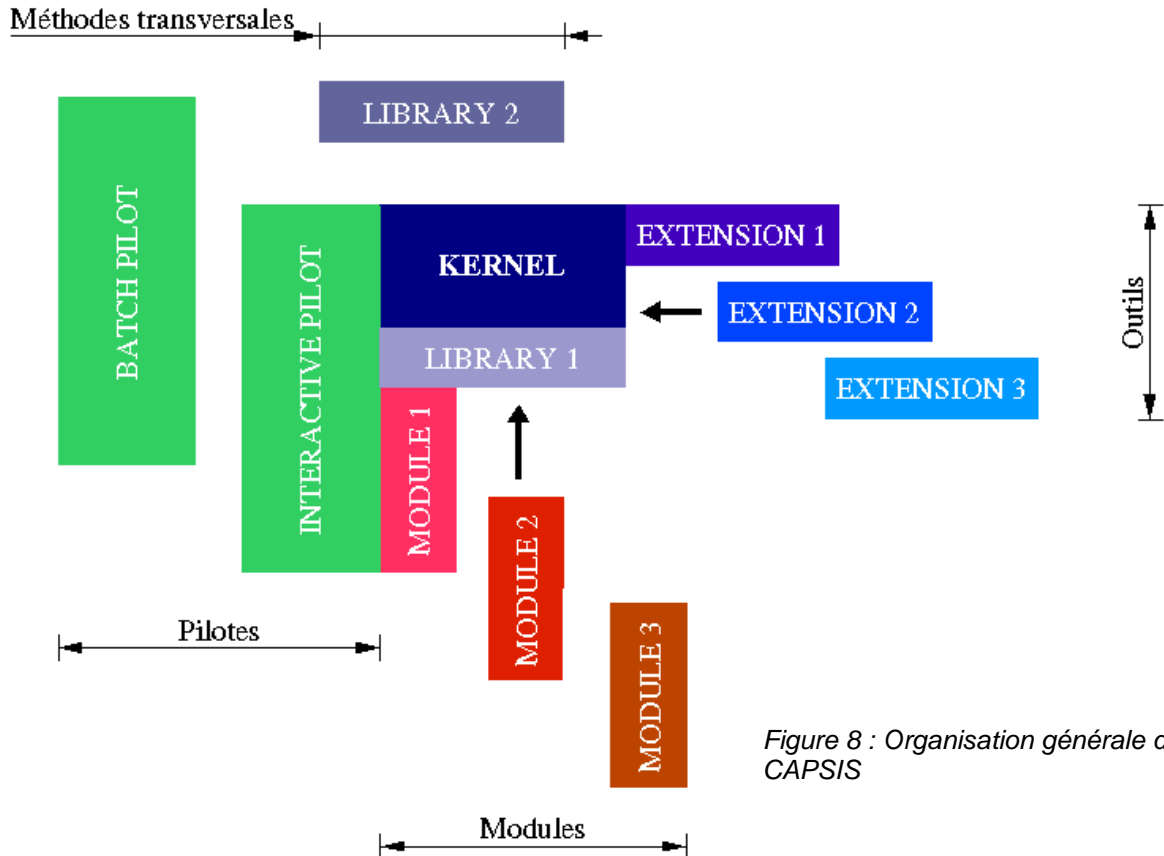 Méthodes transversales
LIBRARY 2
BATCH PILOT
INTERACTIVE PILOT
KERNEL
EXTENSION 1
EXTENSION 2
EXTENSION 3
Outils
LIBRARY 1
MODULE 1
MODULE 2
MODULE 3
Pilotes
Figure 8 : Organisation générale
CAPSIS
Modules